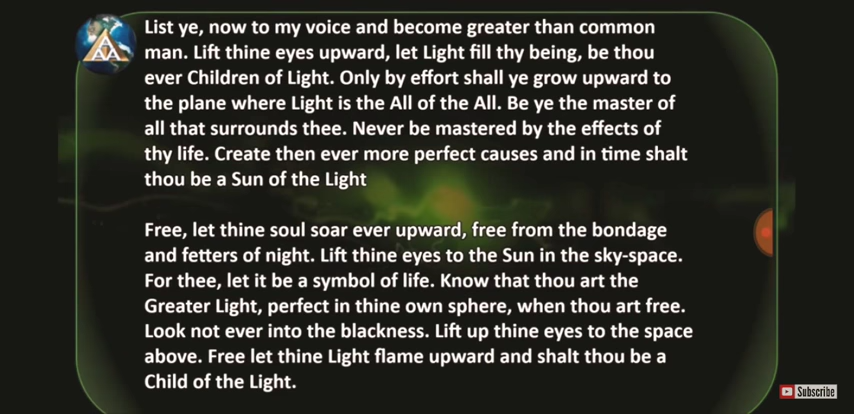 List ye, now to my voice and become greater than common
man. Lift thine eyes upward, let Light fill thy being, be thou
ever Children of Light. Only by effort shall ye grow upward to
the plane where Light is the All of the All. Be ye the master of
all that surrounds thee. Never be mastered by the effects of
thy life. Create then ever more perfect causes and in time shalt
thou be a Sun of the Light
Free, let thine soul soar ever upward, free from the bondage
and fetters of night. Lift thine eyes to the Sun in the sky-space.
For thee, let it be a symbol of life. Know that thou art the
Greater Light, perfect in thine own sphere, when thou art free.
Look not ever into the blackness. Lift up thine eyes to the space
above. Free let thine Light flame upward and shalt thou be a
Child of the Light.
Subscribe